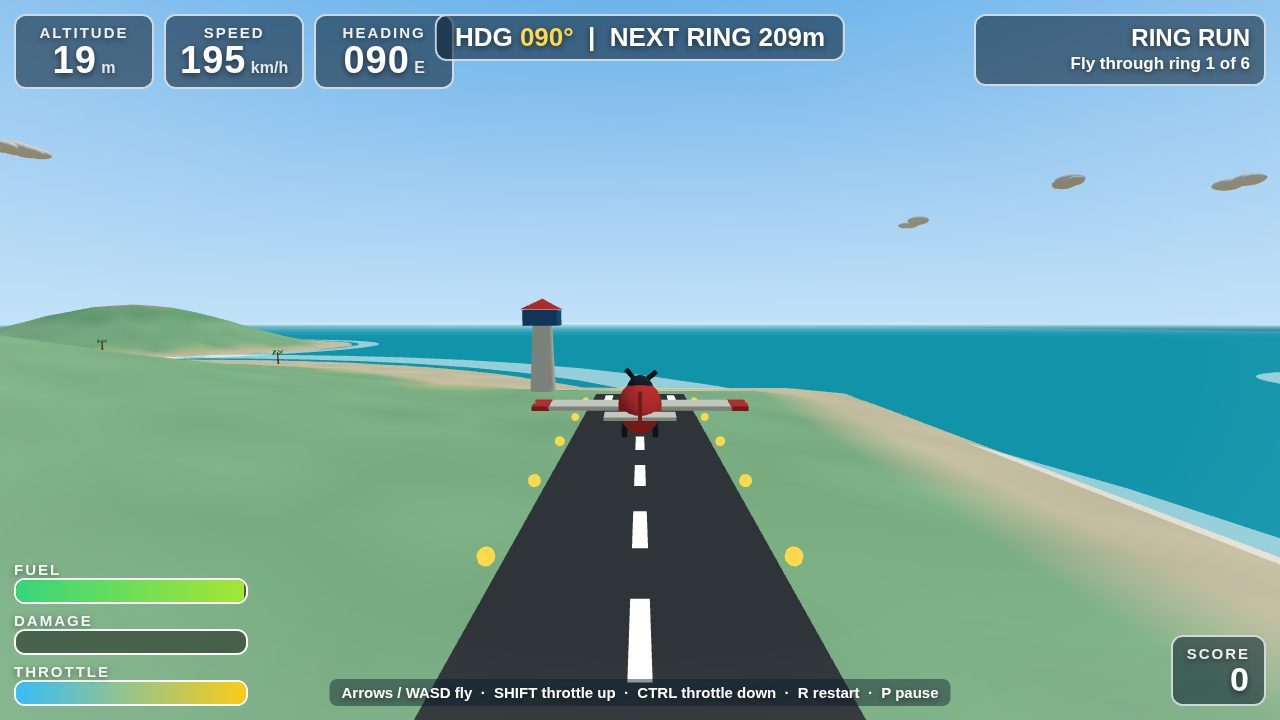 ALTITUDE
19 m
SPEED
195 km/h
HEADING
090 E
HDG 090° | NEXT RING 209m
RING RUN
Fly through ring 1 of 6
FUEL
DAMAGE
THROTTLE
Arrows / WASD fly · SHIFT throttle up · CTRL throttle down · R restart · P pause
SCORE
0